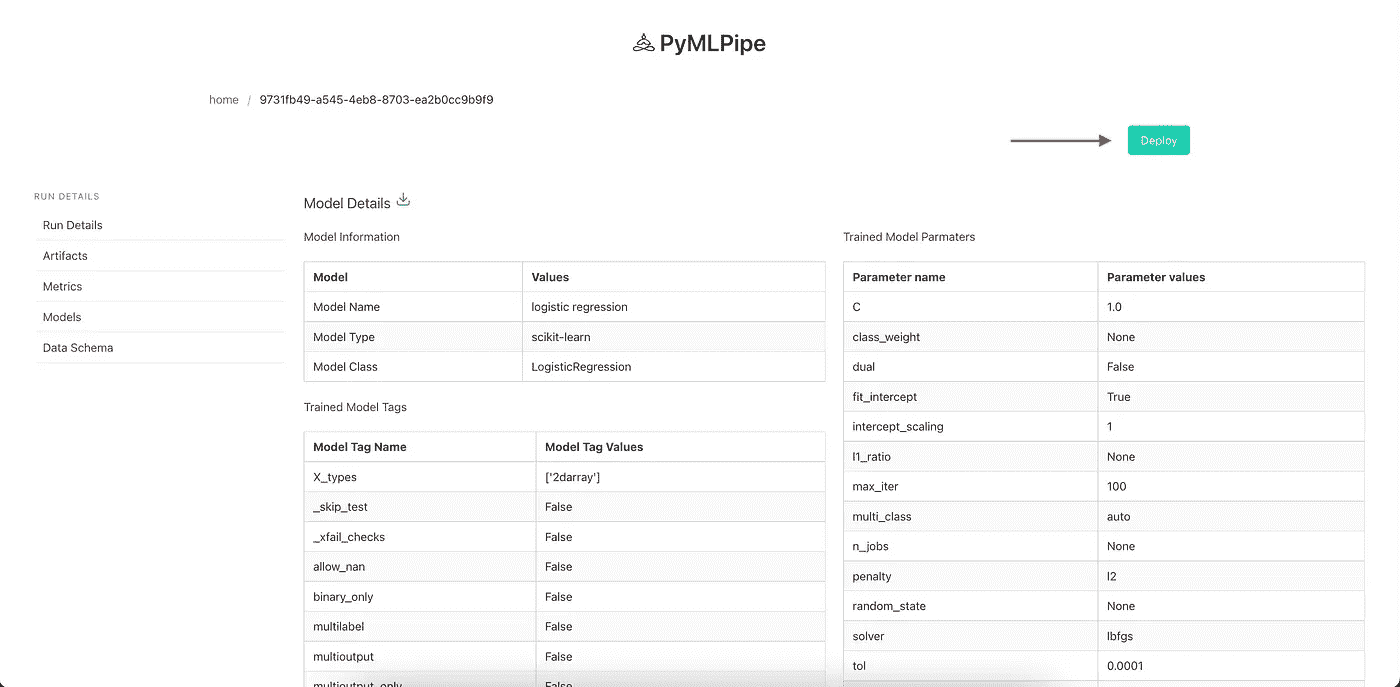 PyMLPipe
home / 9731fb49-a545-4eb8-8703-ea2b0cc9b9f9
Deploy
RUN DETAILS
Run Details
Artifacts
Metrics
Models
Data Schema
Model Details
Model Information
Model Values
Model Name logistic regression
Model Type scikit-learn
Model Class LogisticRegression
Trained Model Tags
Model Tag Name Model Tag Values
X_types ['2darray']
_skip_test False
_xfail_checks False
allow_nan False
binary_only False
multilabel False
multioutput False
multioutput_only False
Trained Model Parmaters
Parameter name Parameter values
C 1.0
class_weight None
dual False
fit_intercept True
intercept_scaling 1
l1_ratio None
max_iter 100
multi_class auto
n_jobs None
penalty l2
random_state None
solver lbfgs
tol 0.0001